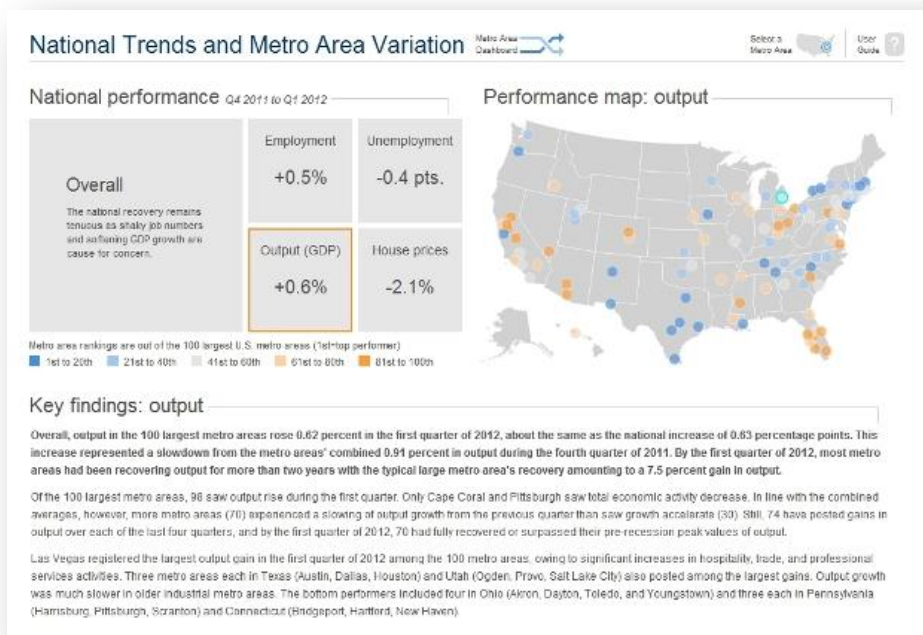 National Trends and Metro Area Variation
Metro Area
Dashboard
Select a
Metro Area
User
Guide
?
National performance Q4 2011 to Q1 2012
Overall
The national recovery remains
tenuous as shaky job numbers
and softening GDP growth are
cause for concern.
Employment
+0.5%
Unemployment
-0.4 pts.
Output (GDP)
+0.6%
House prices
-2.1%
Metro area rankings are out of the 100 largest U.S. metro areas (1st=top performer)
1st to 20th
21st to 40th
41st to 60th
61st to 80th
81st to 100th
Performance map: output
Key findings: output
Overall, output in the 100 largest metro areas rose 0.62 percent in the first quarter of 2012, about the same as the national increase of 0.63 percentage points. This
increase represented a slowdown from the metro areas' combined 0.91 percent in output during the fourth quarter of 2011. By the first quarter of 2012, most metro
areas had been recovering output for more than two years with the typical large metro area's recovery amounting to a 7.5 percent gain in output.
Of the 100 largest metro areas, 98 saw output rise during the first quarter. Only Cape Coral and Pittsburgh saw total economic activity decrease. In line with the combined
averages, however, more metro areas (70) experienced a slowing of output growth from the previous quarter than saw growth accelerate (30). Still, 74 have posted gains in
output over each of the last four quarters, and by the first quarter of 2012, 70 had fully recovered or surpassed their pre-recession peak values of output.
Las Vegas registered the largest output gain in the first quarter of 2012 among the 100 metro areas, owing to significant increases in hospitality, trade, and professional
services activities. Three metro areas each in Texas (Austin, Dallas, Houston) and Utah (Ogden, Provo, Salt Lake City) also posted among the largest gains. Output growth
was much slower in older industrial metro areas. The bottom performers included four in Ohio (Akron, Dayton, Toledo, and Youngstown) and three each in Pennsylvania
(Harrisburg, Pittsburgh, Scranton) and Connecticut (Bridgeport, Hartford, New Haven).